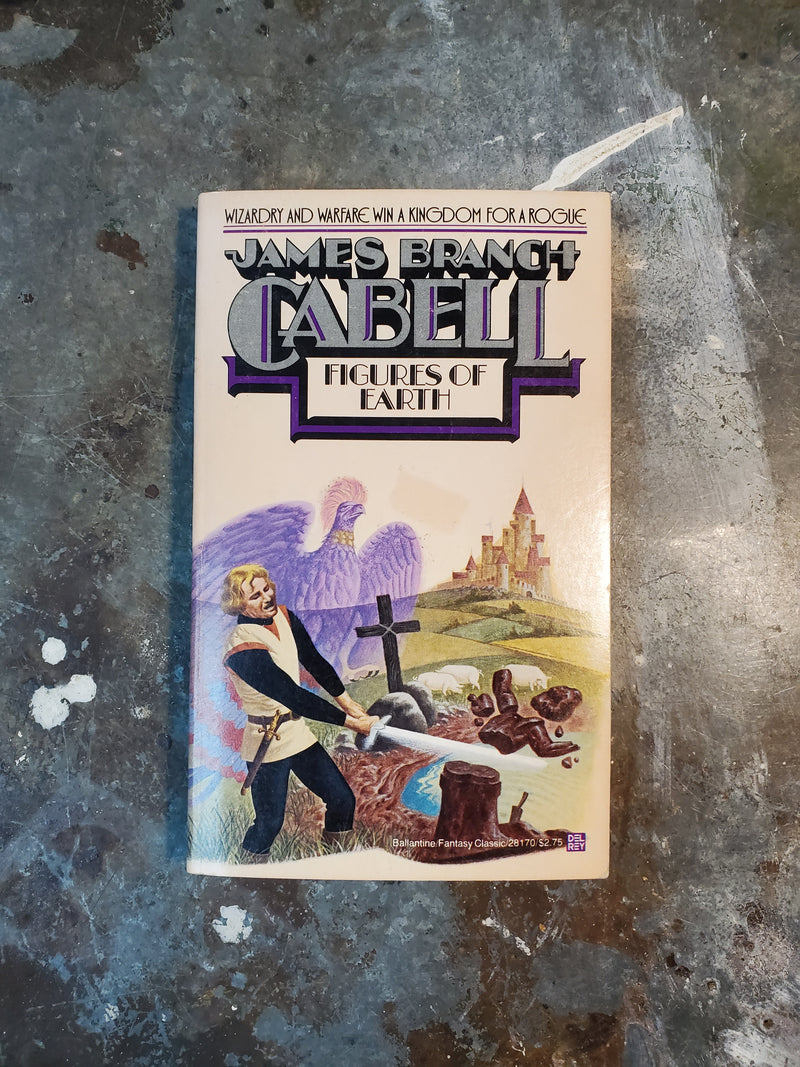 WIZARDRY AND WARFARE WIN A KINGDOM FOR A ROGUE
JAMES BRANCH
CABELL
FIGURES OF
EARTH
Ballantine/Fantasy Classic/28170/$2.75
DEL
REY